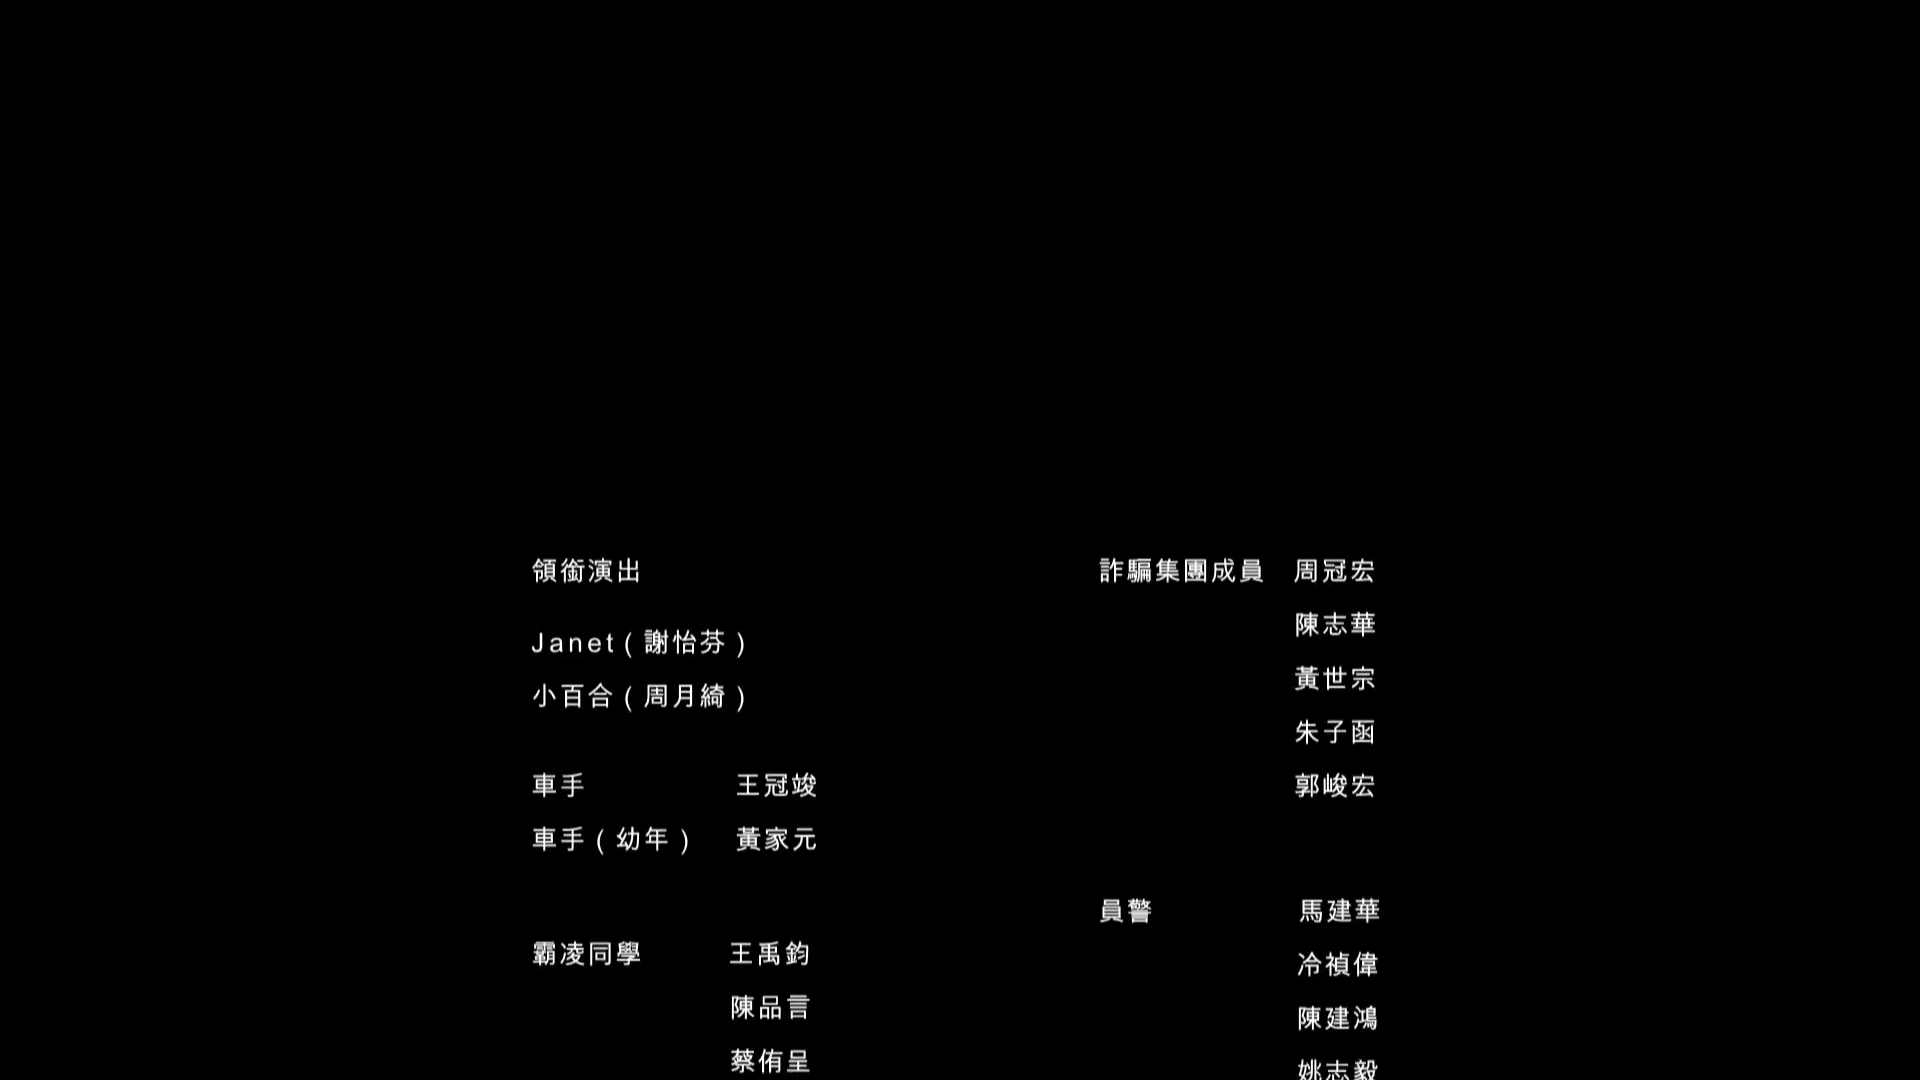 領銜演出
Janet（謝怡芬）
小百合（周月綺）
車手 王冠竣
車手（幼年） 黃家元
霸凌同學 王禹鈞
陳品言
蔡侑呈
詐騙集團成員 周冠宏
陳志華
黃世宗
朱子函
郭峻宏
員警 馬建華
冷禎偉
陳建鴻
姚志毅